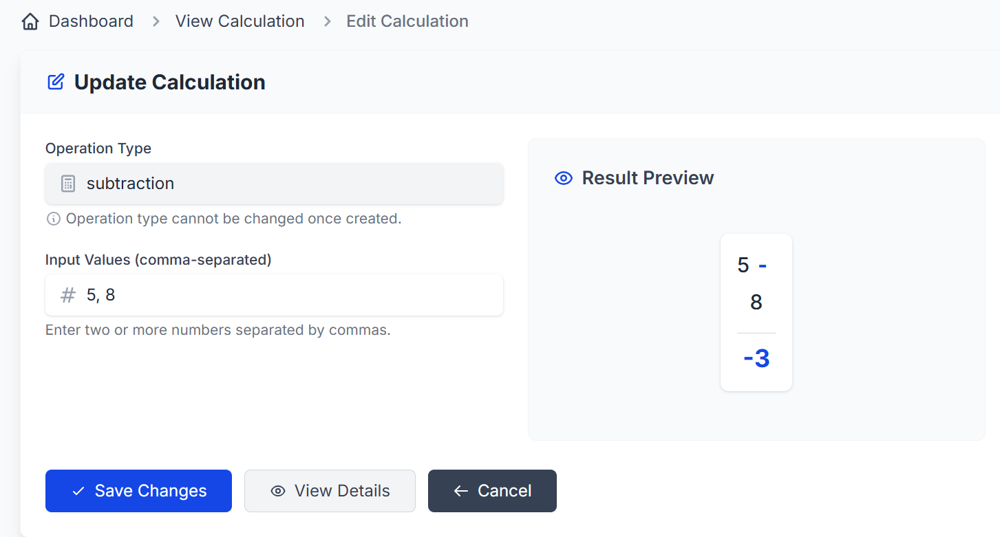 Dashboard > View Calculation > Edit Calculation
Update Calculation
Operation Type
subtraction
Operation type cannot be changed once created.
Input Values (comma-separated)
# 5, 8
Enter two or more numbers separated by commas.
Result Preview
5 -
8
-3
Save Changes
View Details
Cancel